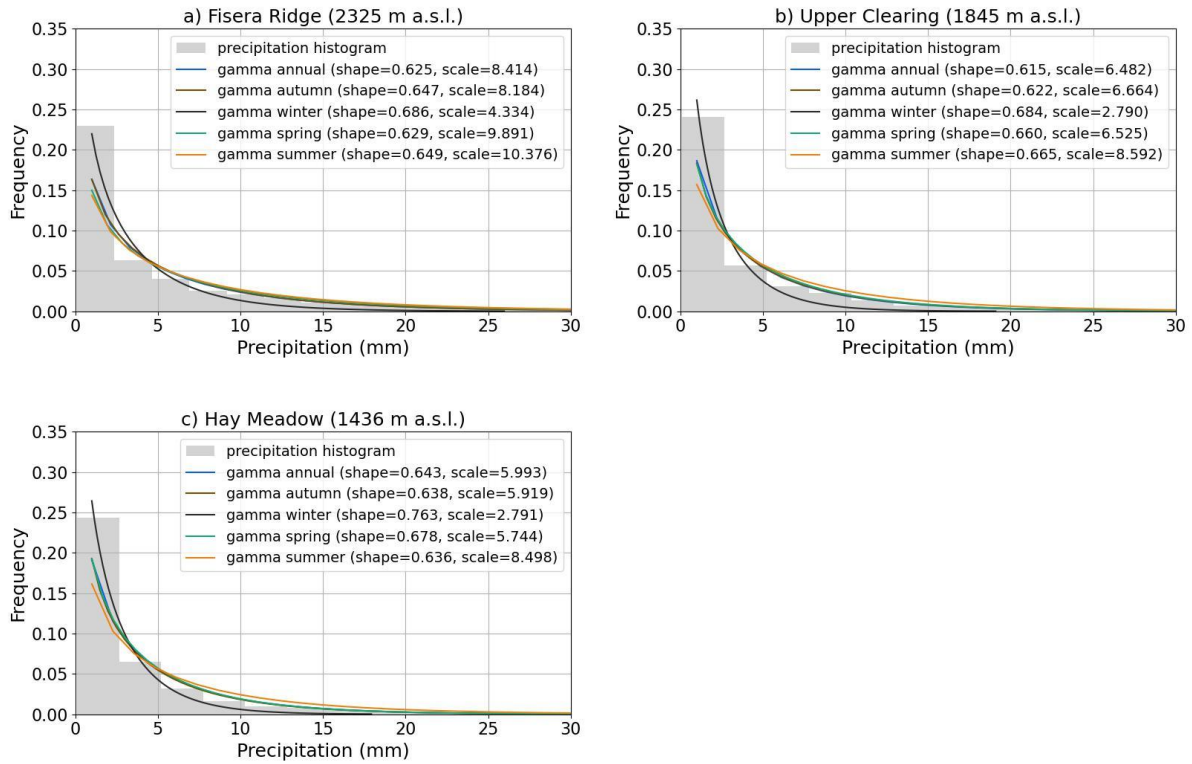 a) Fisera Ridge (2325 m a.s.l.)
0.35
0.30
0.25
0.20
0.15
0.10
0.05
0.00
Frequency
precipitation histogram
gamma annual (shape=0.625, scale=8.414)
gamma autumn (shape=0.647, scale=8.184)
gamma winter (shape=0.686, scale=4.334)
gamma spring (shape=0.629, scale=9.891)
gamma summer (shape=0.649, scale=10.376)
0 5 10 15 20 25 30
Precipitation (mm)
b) Upper Clearing (1845 m a.s.l.)
0.35
0.30
0.25
0.20
0.15
0.10
0.05
0.00
Frequency
precipitation histogram
gamma annual (shape=0.615, scale=6.482)
gamma autumn (shape=0.622, scale=6.664)
gamma winter (shape=0.684, scale=2.790)
gamma spring (shape=0.660, scale=6.525)
gamma summer (shape=0.665, scale=8.592)
0 5 10 15 20 25 30
Precipitation (mm)
c) Hay Meadow (1436 m a.s.l.)
0.35
0.30
0.25
0.20
0.15
0.10
0.05
0.00
Frequency
precipitation histogram
gamma annual (shape=0.643, scale=5.993)
gamma autumn (shape=0.638, scale=5.919)
gamma winter (shape=0.763, scale=2.791)
gamma spring (shape=0.678, scale=5.744)
gamma summer (shape=0.636, scale=8.498)
0 5 10 15 20 25 30
Precipitation (mm)